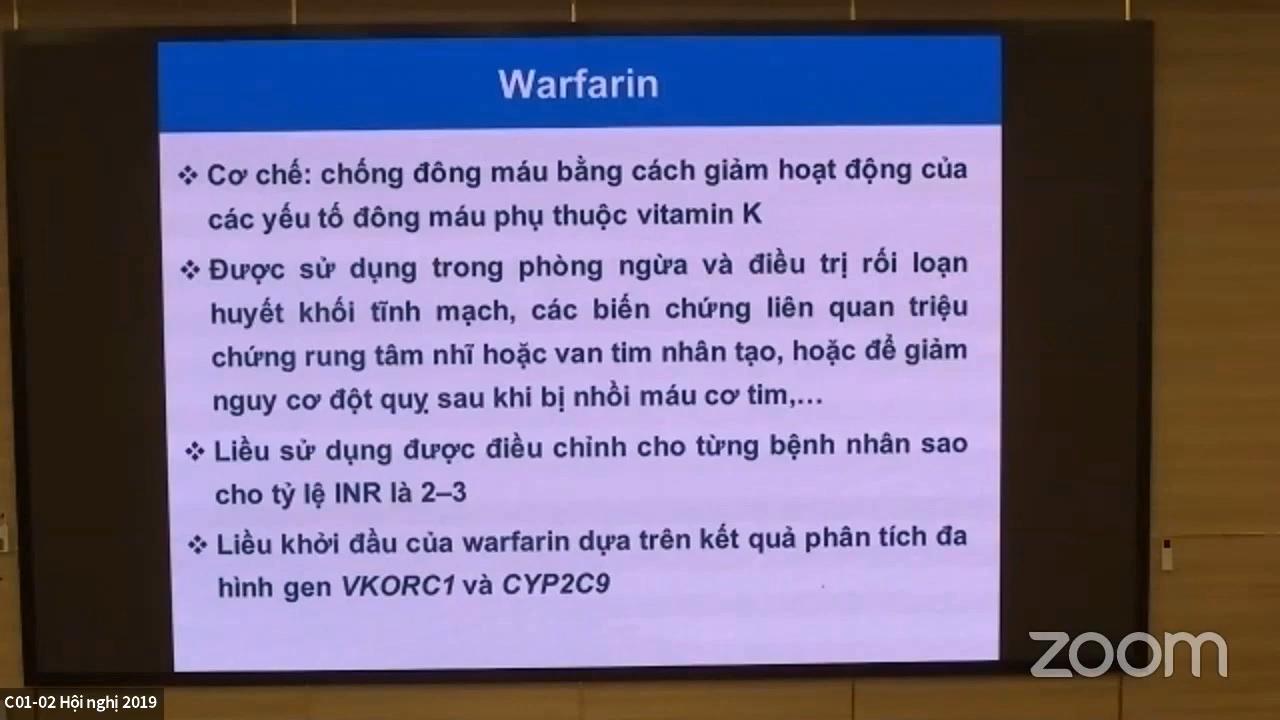 Warfarin
❖ Cơ chế: chống đông máu bằng cách giảm hoạt động của
các yếu tố đông máu phụ thuộc vitamin K
❖ Được sử dụng trong phòng ngừa và điều trị rối loạn
huyết khối tĩnh mạch, các biến chứng liên quan triệu
chứng rung tâm nhĩ hoặc van tim nhân tạo, hoặc để giảm
nguy cơ đột quỵ sau khi bị nhồi máu cơ tim,...
❖ Liều sử dụng được điều chỉnh cho từng bệnh nhân sao
cho tỷ lệ INR là 2–3
❖ Liều khởi đầu của warfarin dựa trên kết quả phân tích đa
hình gen VKORC1 và CYP2C9
zoom
C01-02 Hội nghị 2019